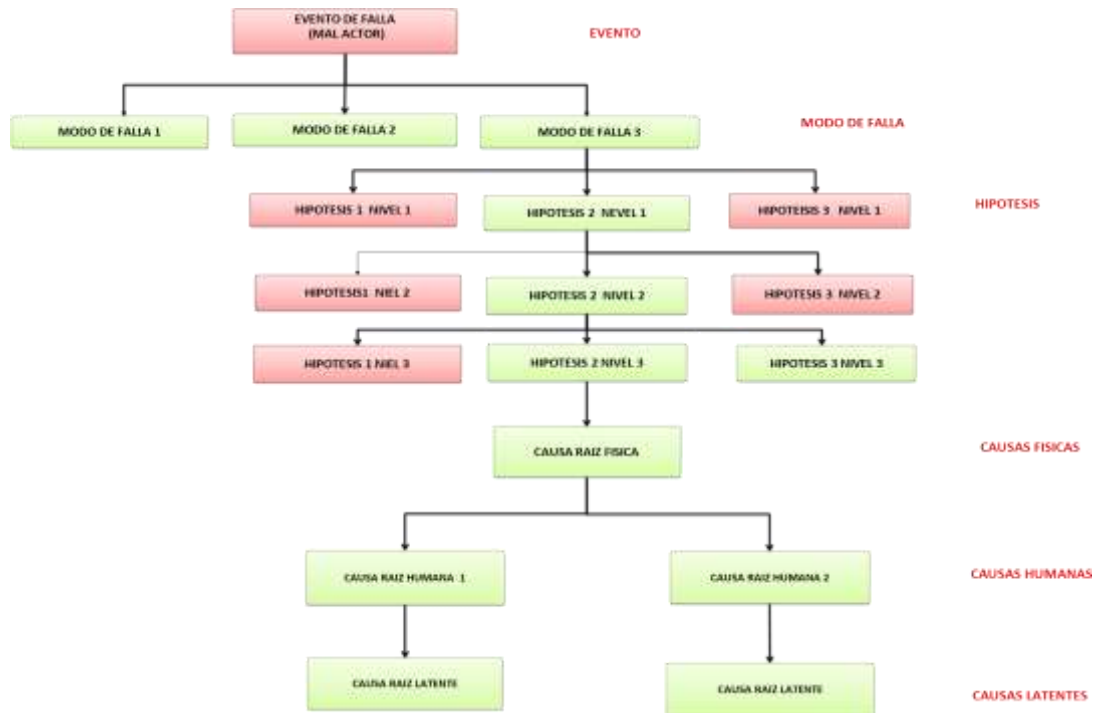 EVENTO DE FALLA
(MAL ACTOR)
EVENTO
MODO DE FALLA 1
MODO DE FALLA 2
MODO DE FALLA 3
MODO DE FALLA
HIPOTESIS 1 NIVEL 1
HIPOTESIS 2 NEVEL 1
HIPOTEISIS 3 NIVEL 1
HIPOTESIS
HIPOTESIS1 NIEL 2
HIPOTESIS 2 NIVEL 2
HIPOTESIS 3 NIVEL 2
HIPOTESIS 1 NIEL 3
HIPOTESIS 2 NIVEL 3
HIPOTESIS 3 NIVEL 3
CAUSA RAIZ FISICA
CAUSAS FISICAS
CAUSA RAIZ HUMANA 1
CAUSA RAIZ HUMANA 2
CAUSAS HUMANAS
CAUSA RAIZ LATENTE
CAUSA RAIZ LATENTE
CAUSAS LATENTES